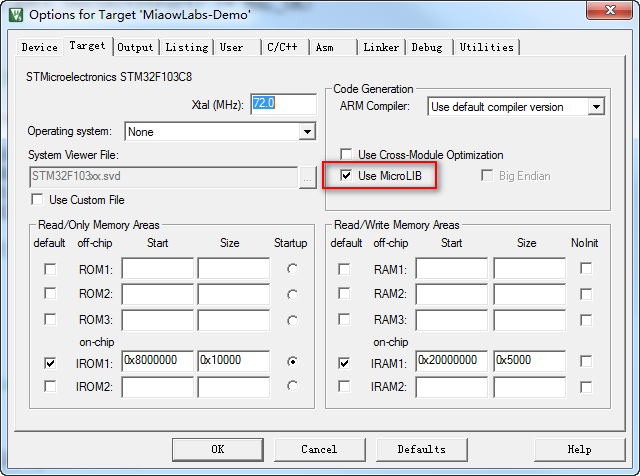 Options for Target 'MiaowLabs-Demo'
Device Target Output Listing User C/C++ Asm Linker Debug Utilities
STMicroelectronics STM32F103C8
Xtal (MHz): 72.0
Operating system: None
System Viewer File:
STM32F103xx.svd ...
Use Custom File
Code Generation
ARM Compiler: Use default compiler version
Use Cross-Module Optimization
Use MicroLIB Big Endian
Read/Only Memory Areas
default off-chip Start Size Startup
ROM1:
ROM2:
ROM3:
on-chip
IROM1: 0x8000000 0x10000
IROM2:
Read/Write Memory Areas
default off-chip Start Size NoInit
RAM1:
RAM2:
RAM3:
on-chip
IRAM1: 0x20000000 0x5000
IRAM2:
OK Cancel Defaults Help